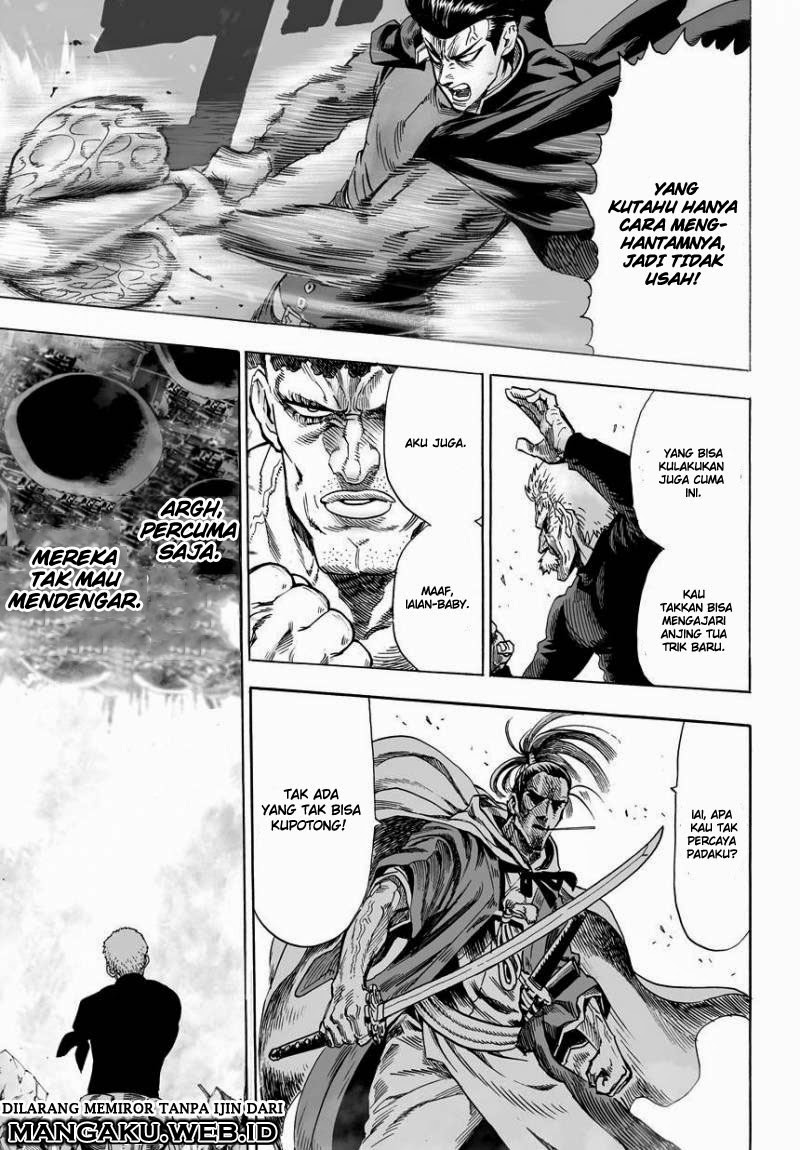 YANG
KUTAHU HANYA
CARA MENG-
HANTAMNYA,
JADI TIDAK
USAH!
YANG BISA
KULAKUKAN
JUGA CUMA
INI.
KAU
TAKKAN BISA
MENGAJARI
ANJING TUA
TRIK BARU.
AKU JUGA.
MAAF,
IAIAN-BABY.
ARGH,
PERCUMA
SAJA.
MEREKA
TAK MAU
MENDENGAR.
IAI, APA
KAU TAK
PERCAYA
PADAKU?
TAK ADA
YANG TAK BISA
KUPOTONG!
DILARANG MEMIROR TANPA IJIN DARI
MANGAKU.WEB.ID